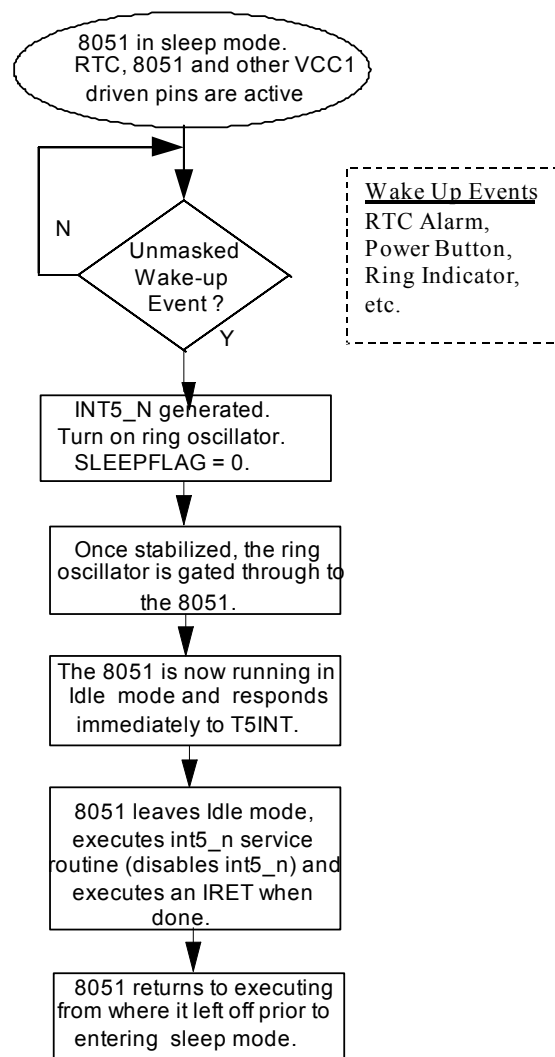 8051 in sleep mode.
RTC, 8051 and other VCC1
driven pins are active
N
Unmasked
Wake-up
Event ?
Y
Wake Up Events
RTC Alarm,
Power Button,
Ring Indicator,
etc.
INT5_N generated.
Turn on ring oscillator.
SLEEPFLAG = 0.
Once stabilized, the ring
oscillator is gated through to
the 8051.
The 8051 is now running in
Idle mode and responds
immediately to T5INT.
8051 leaves Idle mode,
executes int5_n service
routine (disables int5_n) and
executes an IRET when
done.
8051 returns to executing
from where it left off prior to
entering sleep mode.